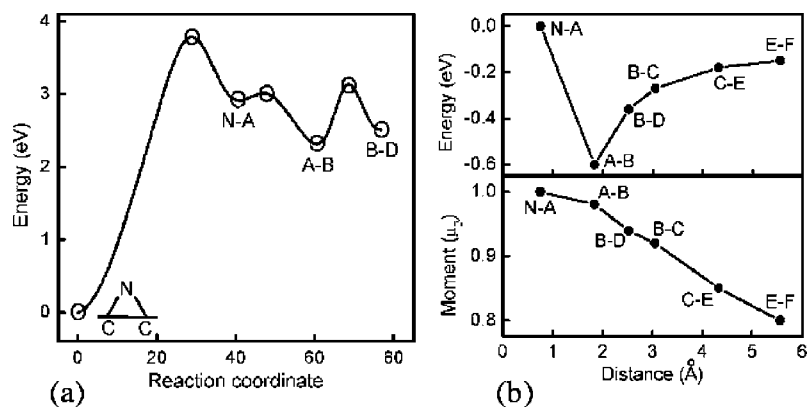 4
3
2
1
0
Energy (eV)
N-A
A-B
B-D
N
C C
0 20 40 60 80
Reaction coordinate
(a)
0.0
-0.2
-0.4
-0.6
Energy (eV)
N-A
A-B
B-D
B-C
C-E
E-F
1.0
0.9
0.8
N-A
A-B
B-D
B-C
C-E
E-F
0 1 2 3 4 5 6
Distance (Å)
(b)